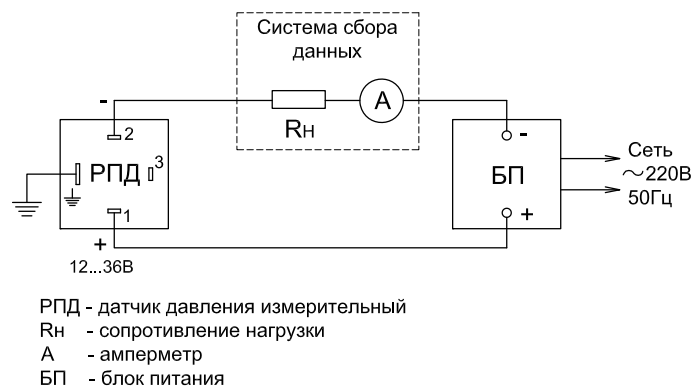 Система сбора
данных
-
A
Rн
2
3
РПД
1
+
12...36В
-
БП
+
Сеть
~220В
50Гц
РПД - датчик давления измерительный
Rн - сопротивление нагрузки
А - амперметр
БП - блок питания